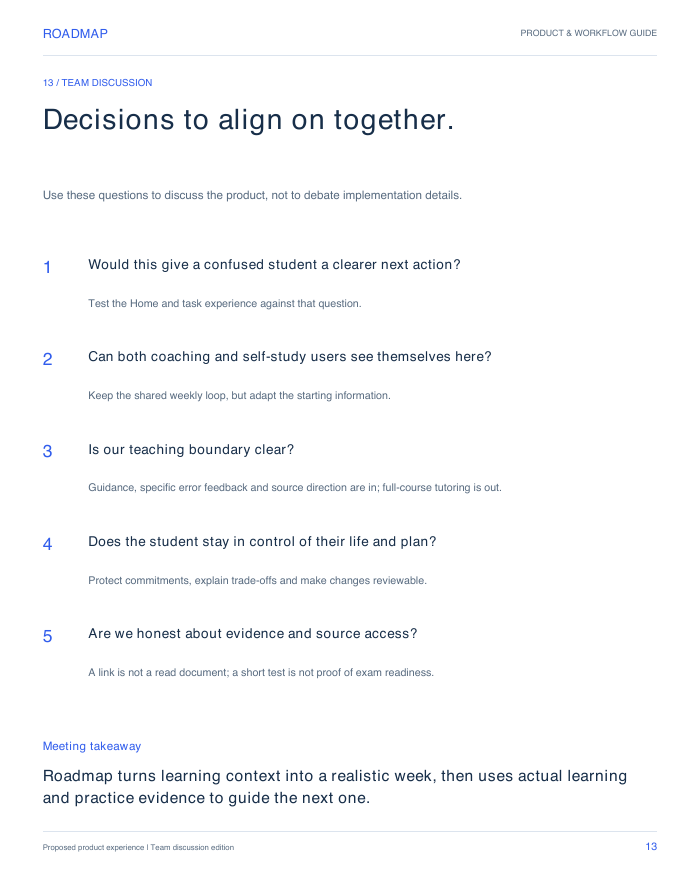 ROADMAP
PRODUCT & WORKFLOW GUIDE
13 / TEAM DISCUSSION
Decisions to align on together.
Use these questions to discuss the product, not to debate implementation details.
1
Would this give a confused student a clearer next action?
Test the Home and task experience against that question.
2
Can both coaching and self-study users see themselves here?
Keep the shared weekly loop, but adapt the starting information.
3
Is our teaching boundary clear?
Guidance, specific error feedback and source direction are in; full-course tutoring is out.
4
Does the student stay in control of their life and plan?
Protect commitments, explain trade-offs and make changes reviewable.
5
Are we honest about evidence and source access?
A link is not a read document; a short test is not proof of exam readiness.
Meeting takeaway
Roadmap turns learning context into a realistic week, then uses actual learning
and practice evidence to guide the next one.
Proposed product experience | Team discussion edition
13